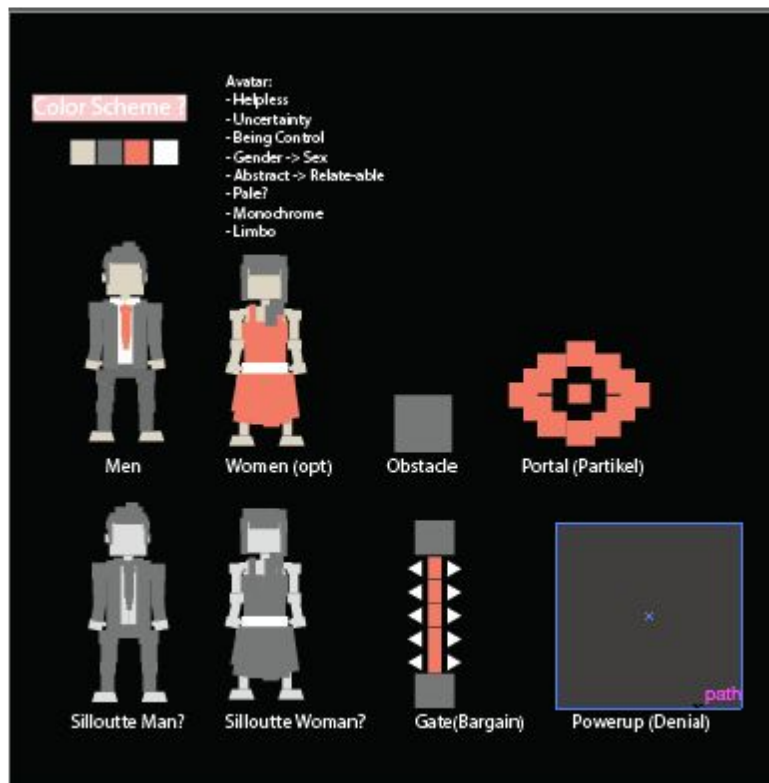 Color Scheme ?
Avatar:
- Helpless
- Uncertainty
- Being Control
- Gender -> Sex
- Abstract -> Relate-able
- Pale?
- Monochrome
- Limbo
Men
Women (opt)
Obstacle
Portal (Partikel)
path
Silloutte Man?
Silloutte Woman?
Gate(Bargain)
Powerup (Denial)